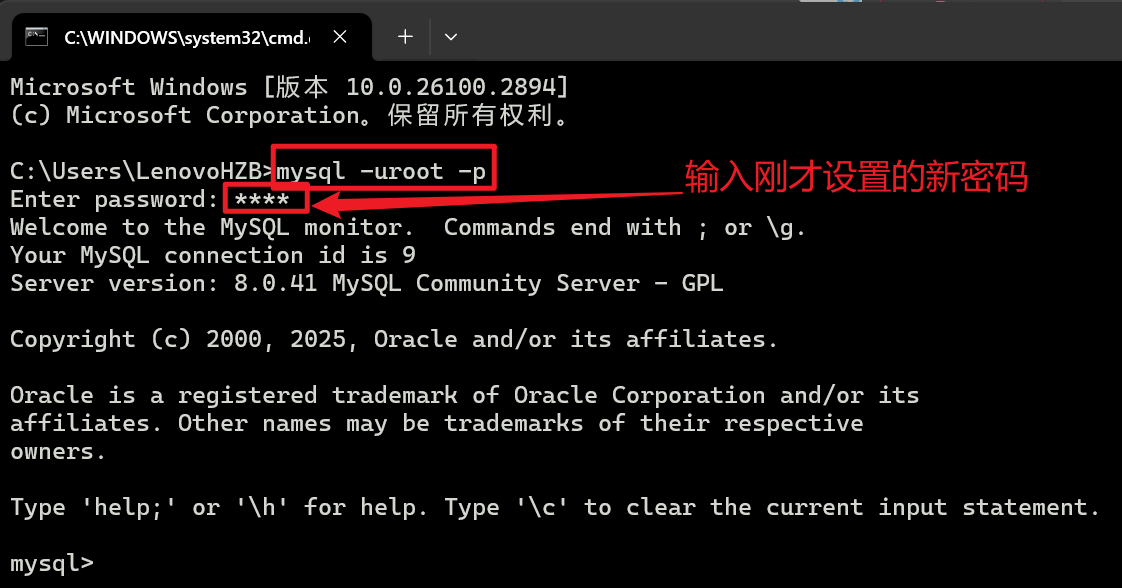 C:\WINDOWS\system32\cmd.
Microsoft Windows [版本 10.0.26100.2894]
(c) Microsoft Corporation。保留所有权利。
C:\Users\LenovoHZB>mysql -uroot -p
输入刚才设置的新密码
Enter password: ****
Welcome to the MySQL monitor.  Commands end with ; or \g.
Your MySQL connection id is 9
Server version: 8.0.41 MySQL Community Server - GPL
Copyright (c) 2000, 2025, Oracle and/or its affiliates.
Oracle is a registered trademark of Oracle Corporation and/or its
affiliates. Other names may be trademarks of their respective
owners.
Type 'help;' or '\h' for help. Type '\c' to clear the current input statement.
mysql>